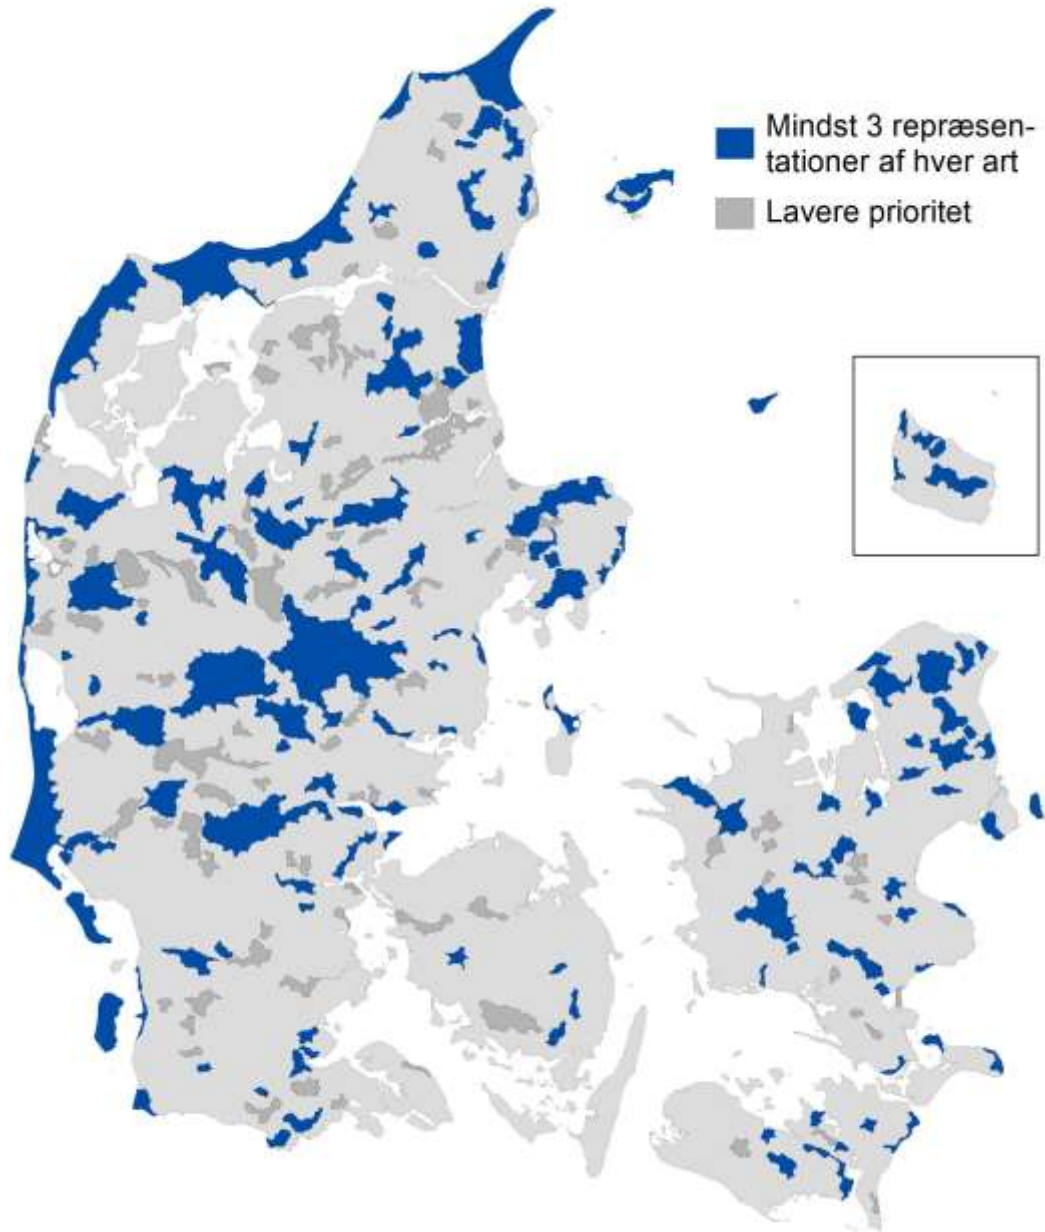 Mindst 3 repræsen-
tationer af hver art
Lavere prioritet